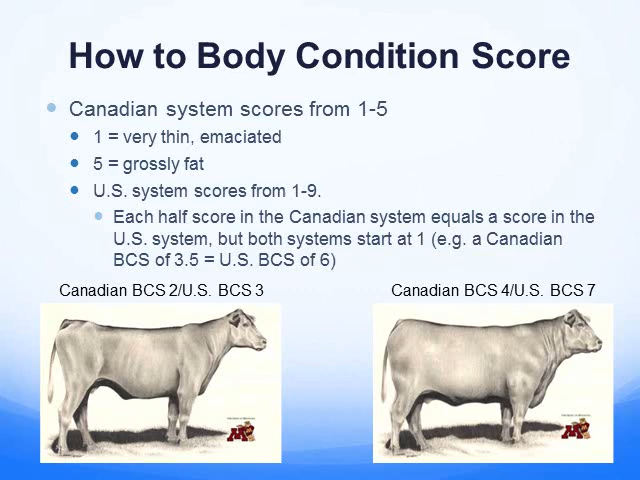 How to Body Condition Score
Canadian system scores from 1-5
1 = very thin, emaciated
5 = grossly fat
U.S. system scores from 1-9.
Each half score in the Canadian system equals a score in the
U.S. system, but both systems start at 1 (e.g. a Canadian
BCS of 3.5 = U.S. BCS of 6)
Canadian BCS 2/U.S. BCS 3
Canadian BCS 4/U.S. BCS 7